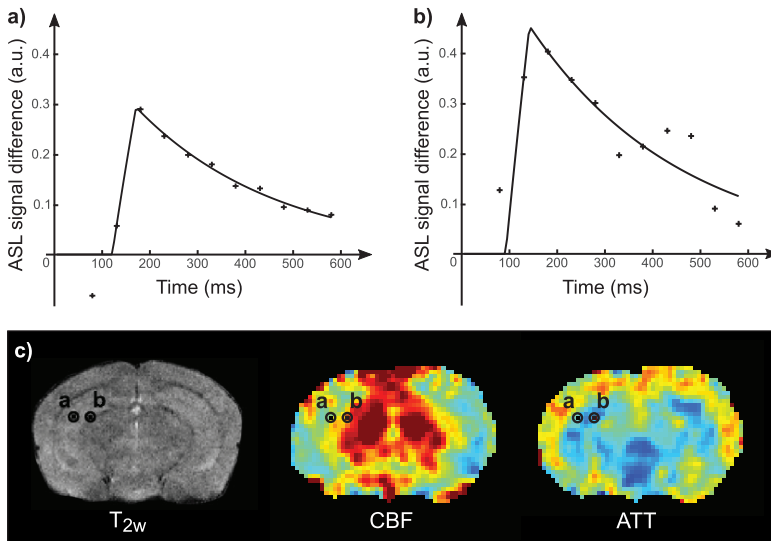 a)
ASL signal difference (a.u.)
0.4
0.3
0.2
0.1
0
100
200
300
400
500
600
Time (ms)
b)
ASL signal difference (a.u.)
0.4
0.3
0.2
0.1
0
100
200
300
400
500
600
Time (ms)
c)
a b
a b
a b
T2w
CBF
ATT